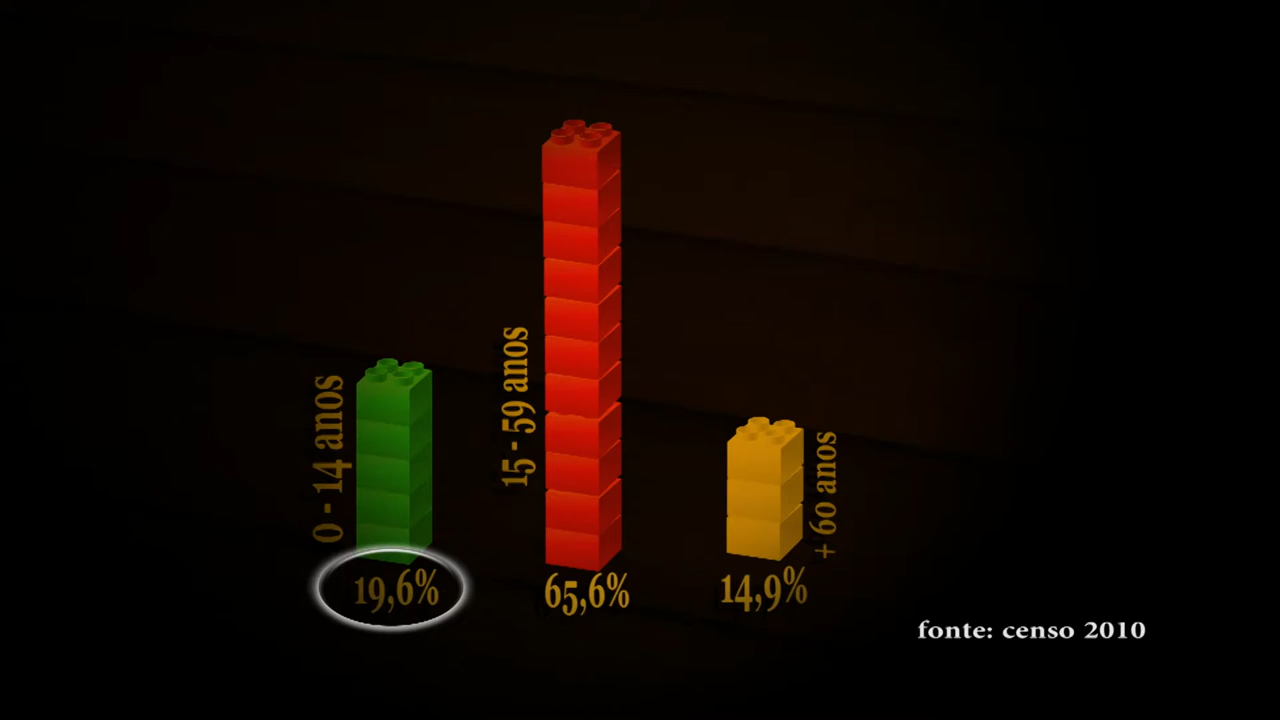 0 - 14 anos
19,6%
15 - 59 anos
65,6%
+ 60 anos
14,9%
fonte: censo 2010